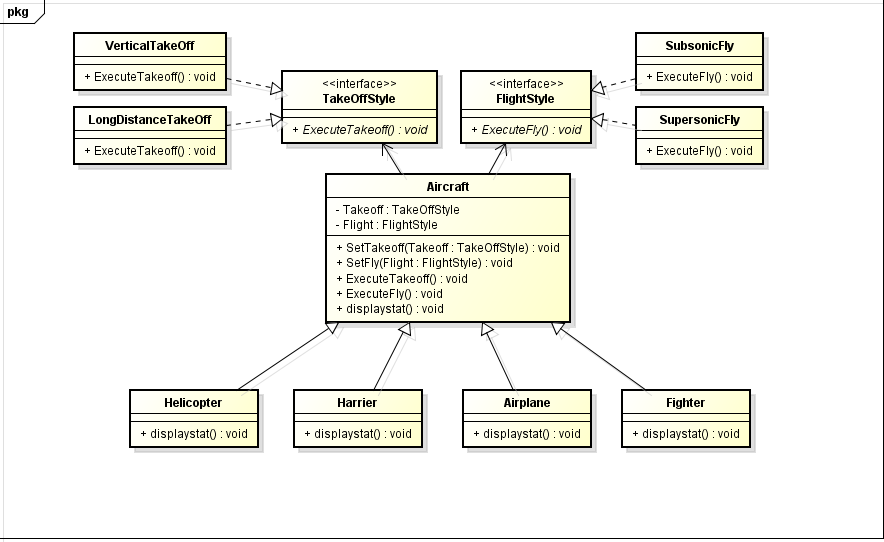 pkg
VerticalTakeOff
+ ExecuteTakeoff() : void
LongDistanceTakeOff
+ ExecuteTakeoff() : void
<<interface>>
TakeOffStyle
+ ExecuteTakeoff() : void
<<interface>>
FlightStyle
+ ExecuteFly() : void
SubsonicFly
+ ExecuteFly() : void
SupersonicFly
+ ExecuteFly() : void
Aircraft
- Takeoff : TakeOffStyle
- Flight : FlightStyle
+ SetTakeoff(Takeoff : TakeOffStyle) : void
+ SetFly(Flight : FlightStyle) : void
+ ExecuteTakeoff() : void
+ ExecuteFly() : void
+ displaystat() : void
Helicopter
+ displaystat() : void
Harrier
+ displaystat() : void
Airplane
+ displaystat() : void
Fighter
+ displaystat() : void